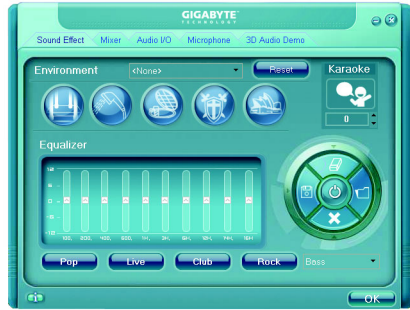 GIGABYTE
TECHNOLOGY
Sound Effect Mixer Audio I/O Microphone 3D Audio Demo
Environment <None> Reset Karaoke
0
Equalizer
Pop Live Club Rock Bass
OK